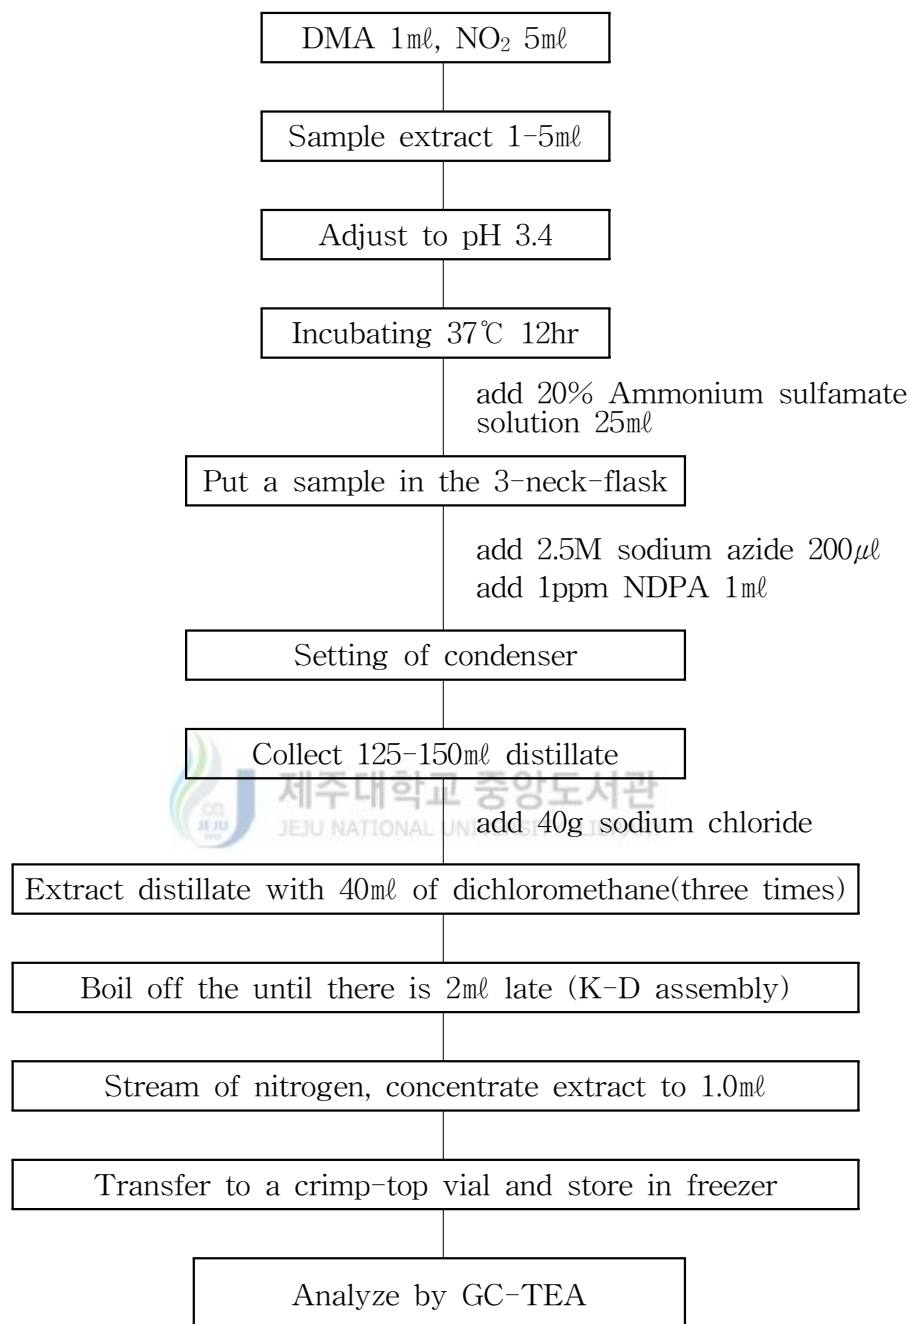 DMA 1㎖, NO₂ 5㎖
Sample extract 1-5㎖
Adjust to pH 3.4
Incubating 37℃ 12hr
add 20% Ammonium sulfamate
solution 25㎖
Put a sample in the 3-neck-flask
add 2.5M sodium azide 200㎕
add 1ppm NDPA 1㎖
Setting of condenser
Collect 125-150㎖ distillate
제주대학교 중앙도서관
JEJU
1952
JEJU NATIONAL UNIVERSITY LIBRARY
add 40g sodium chloride
Extract distillate with 40㎖ of dichloromethane(three times)
Boil off the until there is 2㎖ late (K-D assembly)
Stream of nitrogen, concentrate extract to 1.0㎖
Transfer to a crimp-top vial and store in freezer
Analyze by GC-TEA